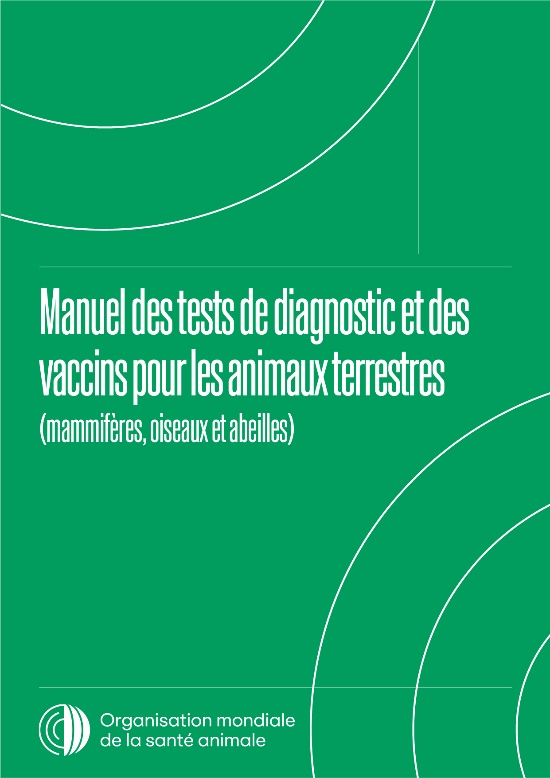 Manuel des tests de diagnostic et des
vaccins pour les animaux terrestres
(mammifères, oiseaux et abeilles)
Organisation mondiale
de la santé animale